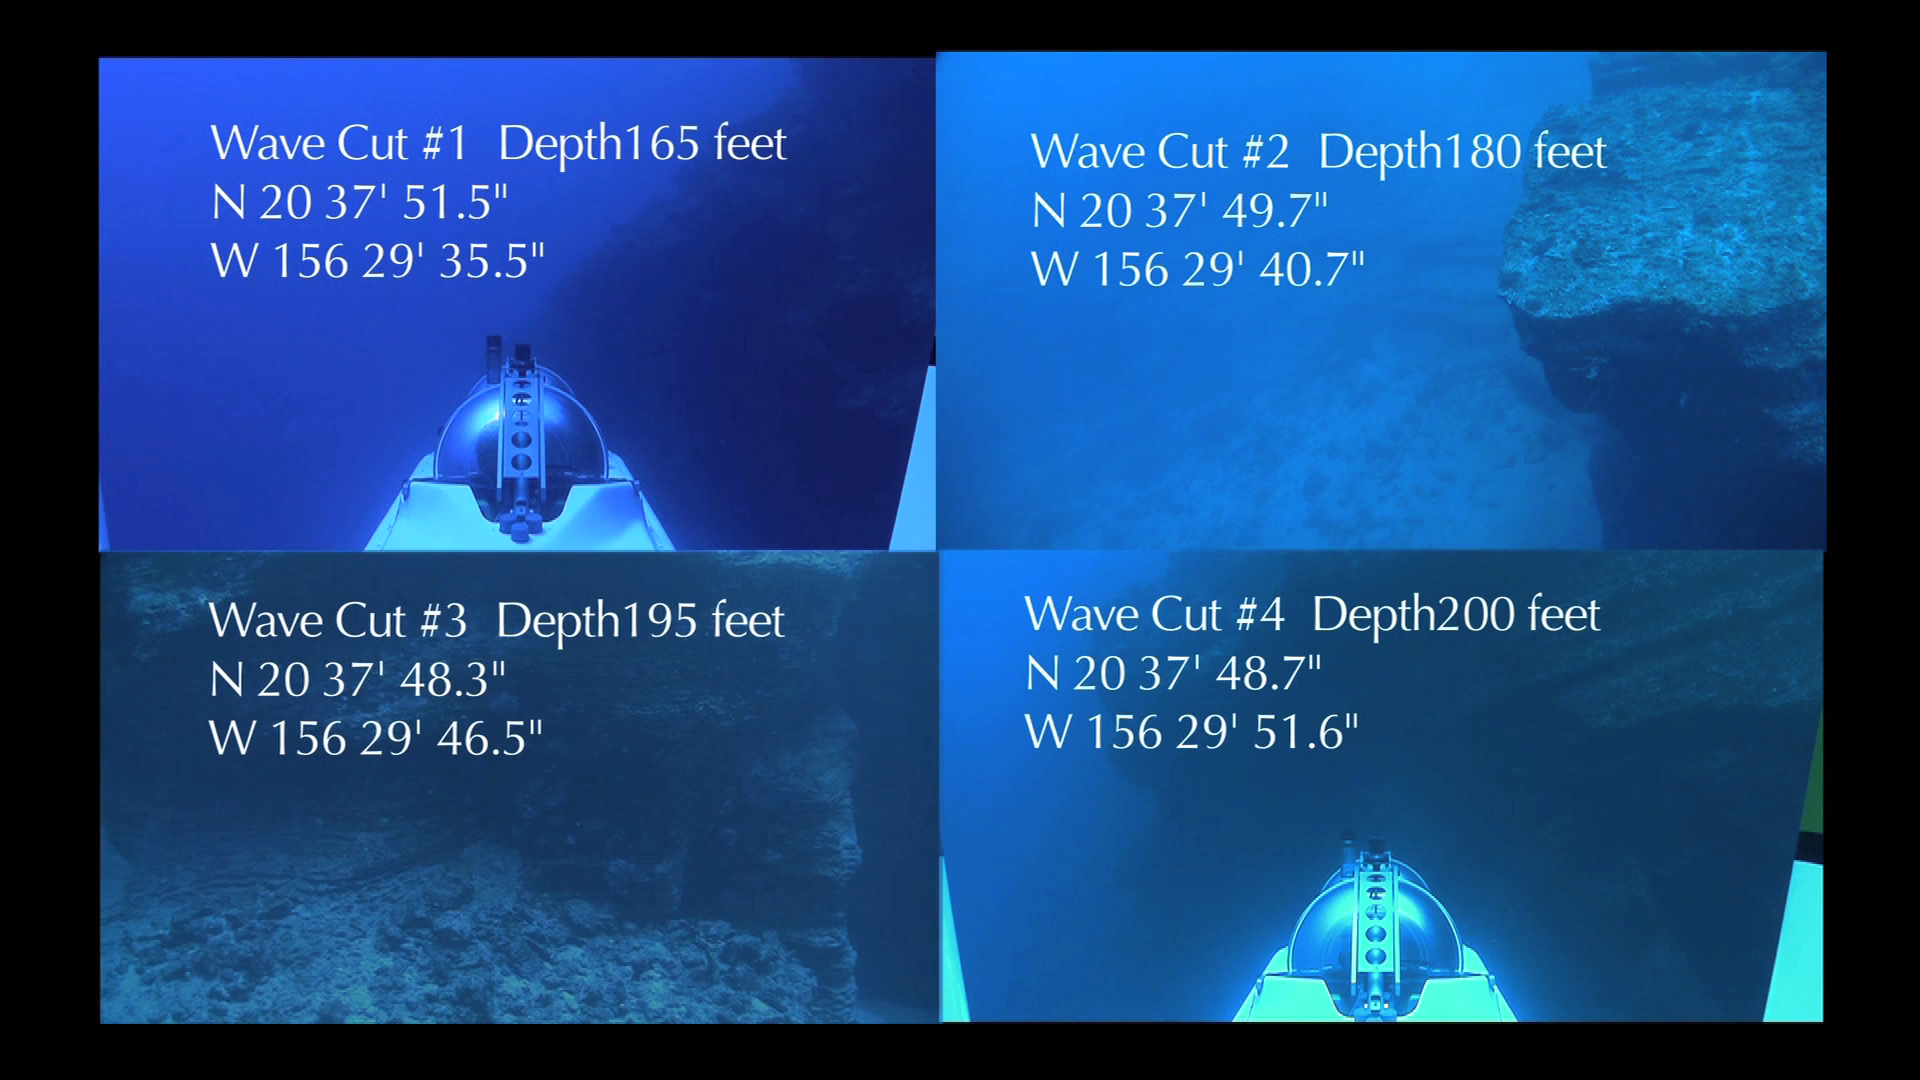 Wave Cut #1 Depth165 feet
N 20 37' 51.5"
W 156 29' 35.5"
Wave Cut #2 Depth180 feet
N 20 37' 49.7"
W 156 29' 40.7"
Wave Cut #3 Depth195 feet
N 20 37' 48.3"
W 156 29' 46.5"
Wave Cut #4 Depth200 feet
N 20 37' 48.7"
W 156 29' 51.6"